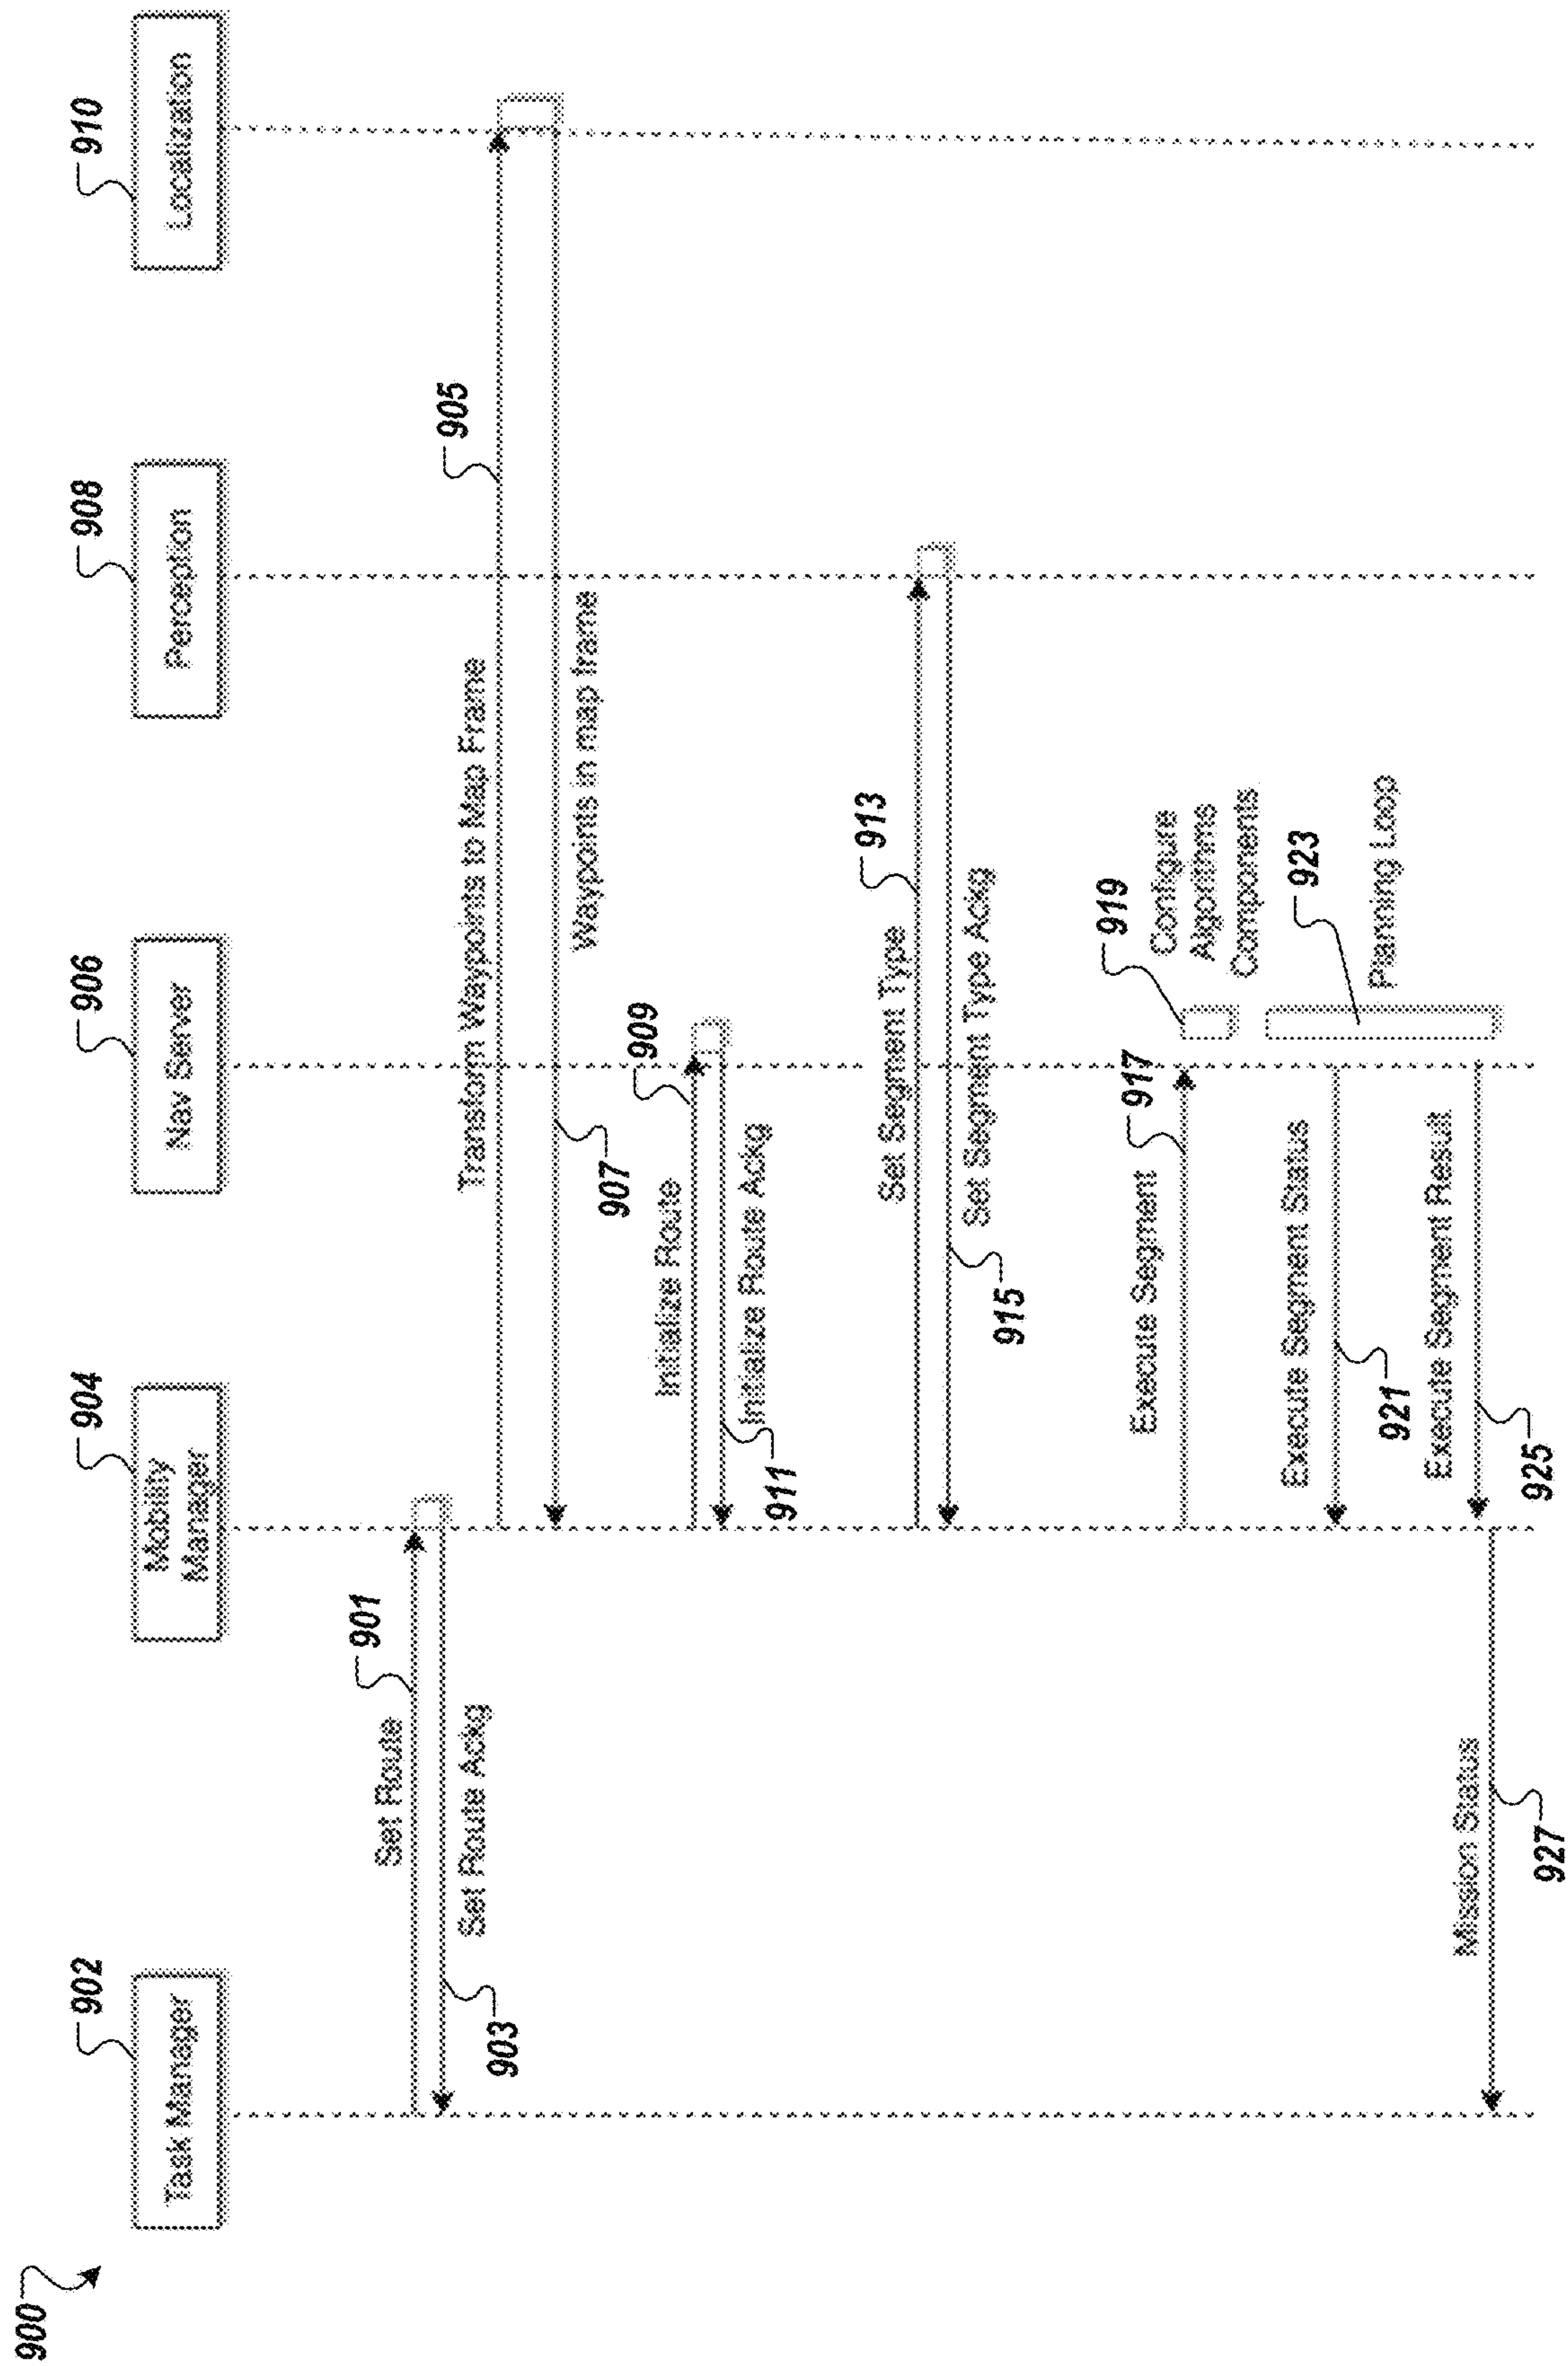 900
902
904
906
908
910
Task Manager
Mobility
Manager
Nav Server
Perception
Localization
901
Set Route
Set Route Ackg
903
905
Transform Waypoints to Map Frame
Waypoints in map frame
907
909
Initialize Route
Initialize Route Ackg
911
913
Set Segment Type
Set Segment Type Ackg
915
917
Execute Segment
919
Configure
Algorithms
Components
Execute Segment Status
921
923
Planning Loop
Execute Segment Result
925
Mission Status
927